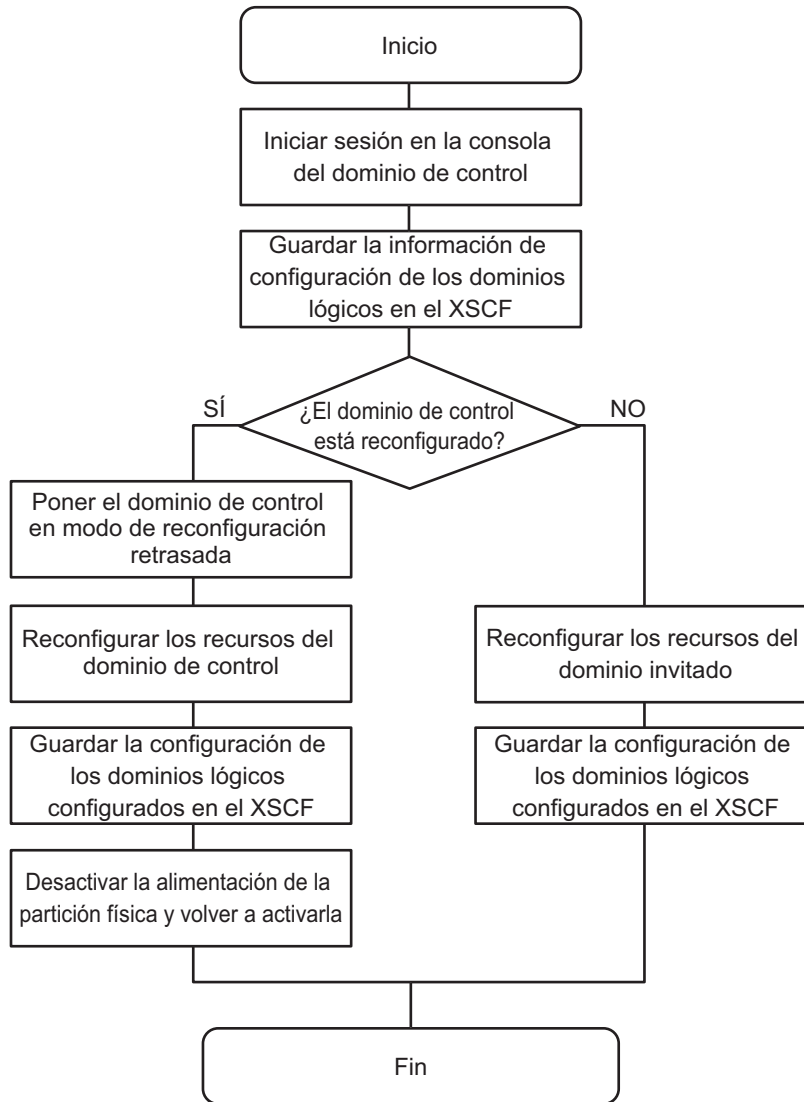 Inicio
Iniciar sesión en la consola
del dominio de control
Guardar la información de
configuración de los dominios
lógicos en el XSCF
¿El dominio de control
está reconfigurado?
SÍ
NO
Poner el dominio de control
en modo de reconfiguración
retrasada
Reconfigurar los recursos del
dominio de control
Guardar la configuración de
los dominios lógicos
configurados en el XSCF
Desactivar la alimentación de la
partición física y volver a activarla
Reconfigurar los recursos del
dominio invitado
Guardar la configuración de
los dominios lógicos
configurados en el XSCF
Fin